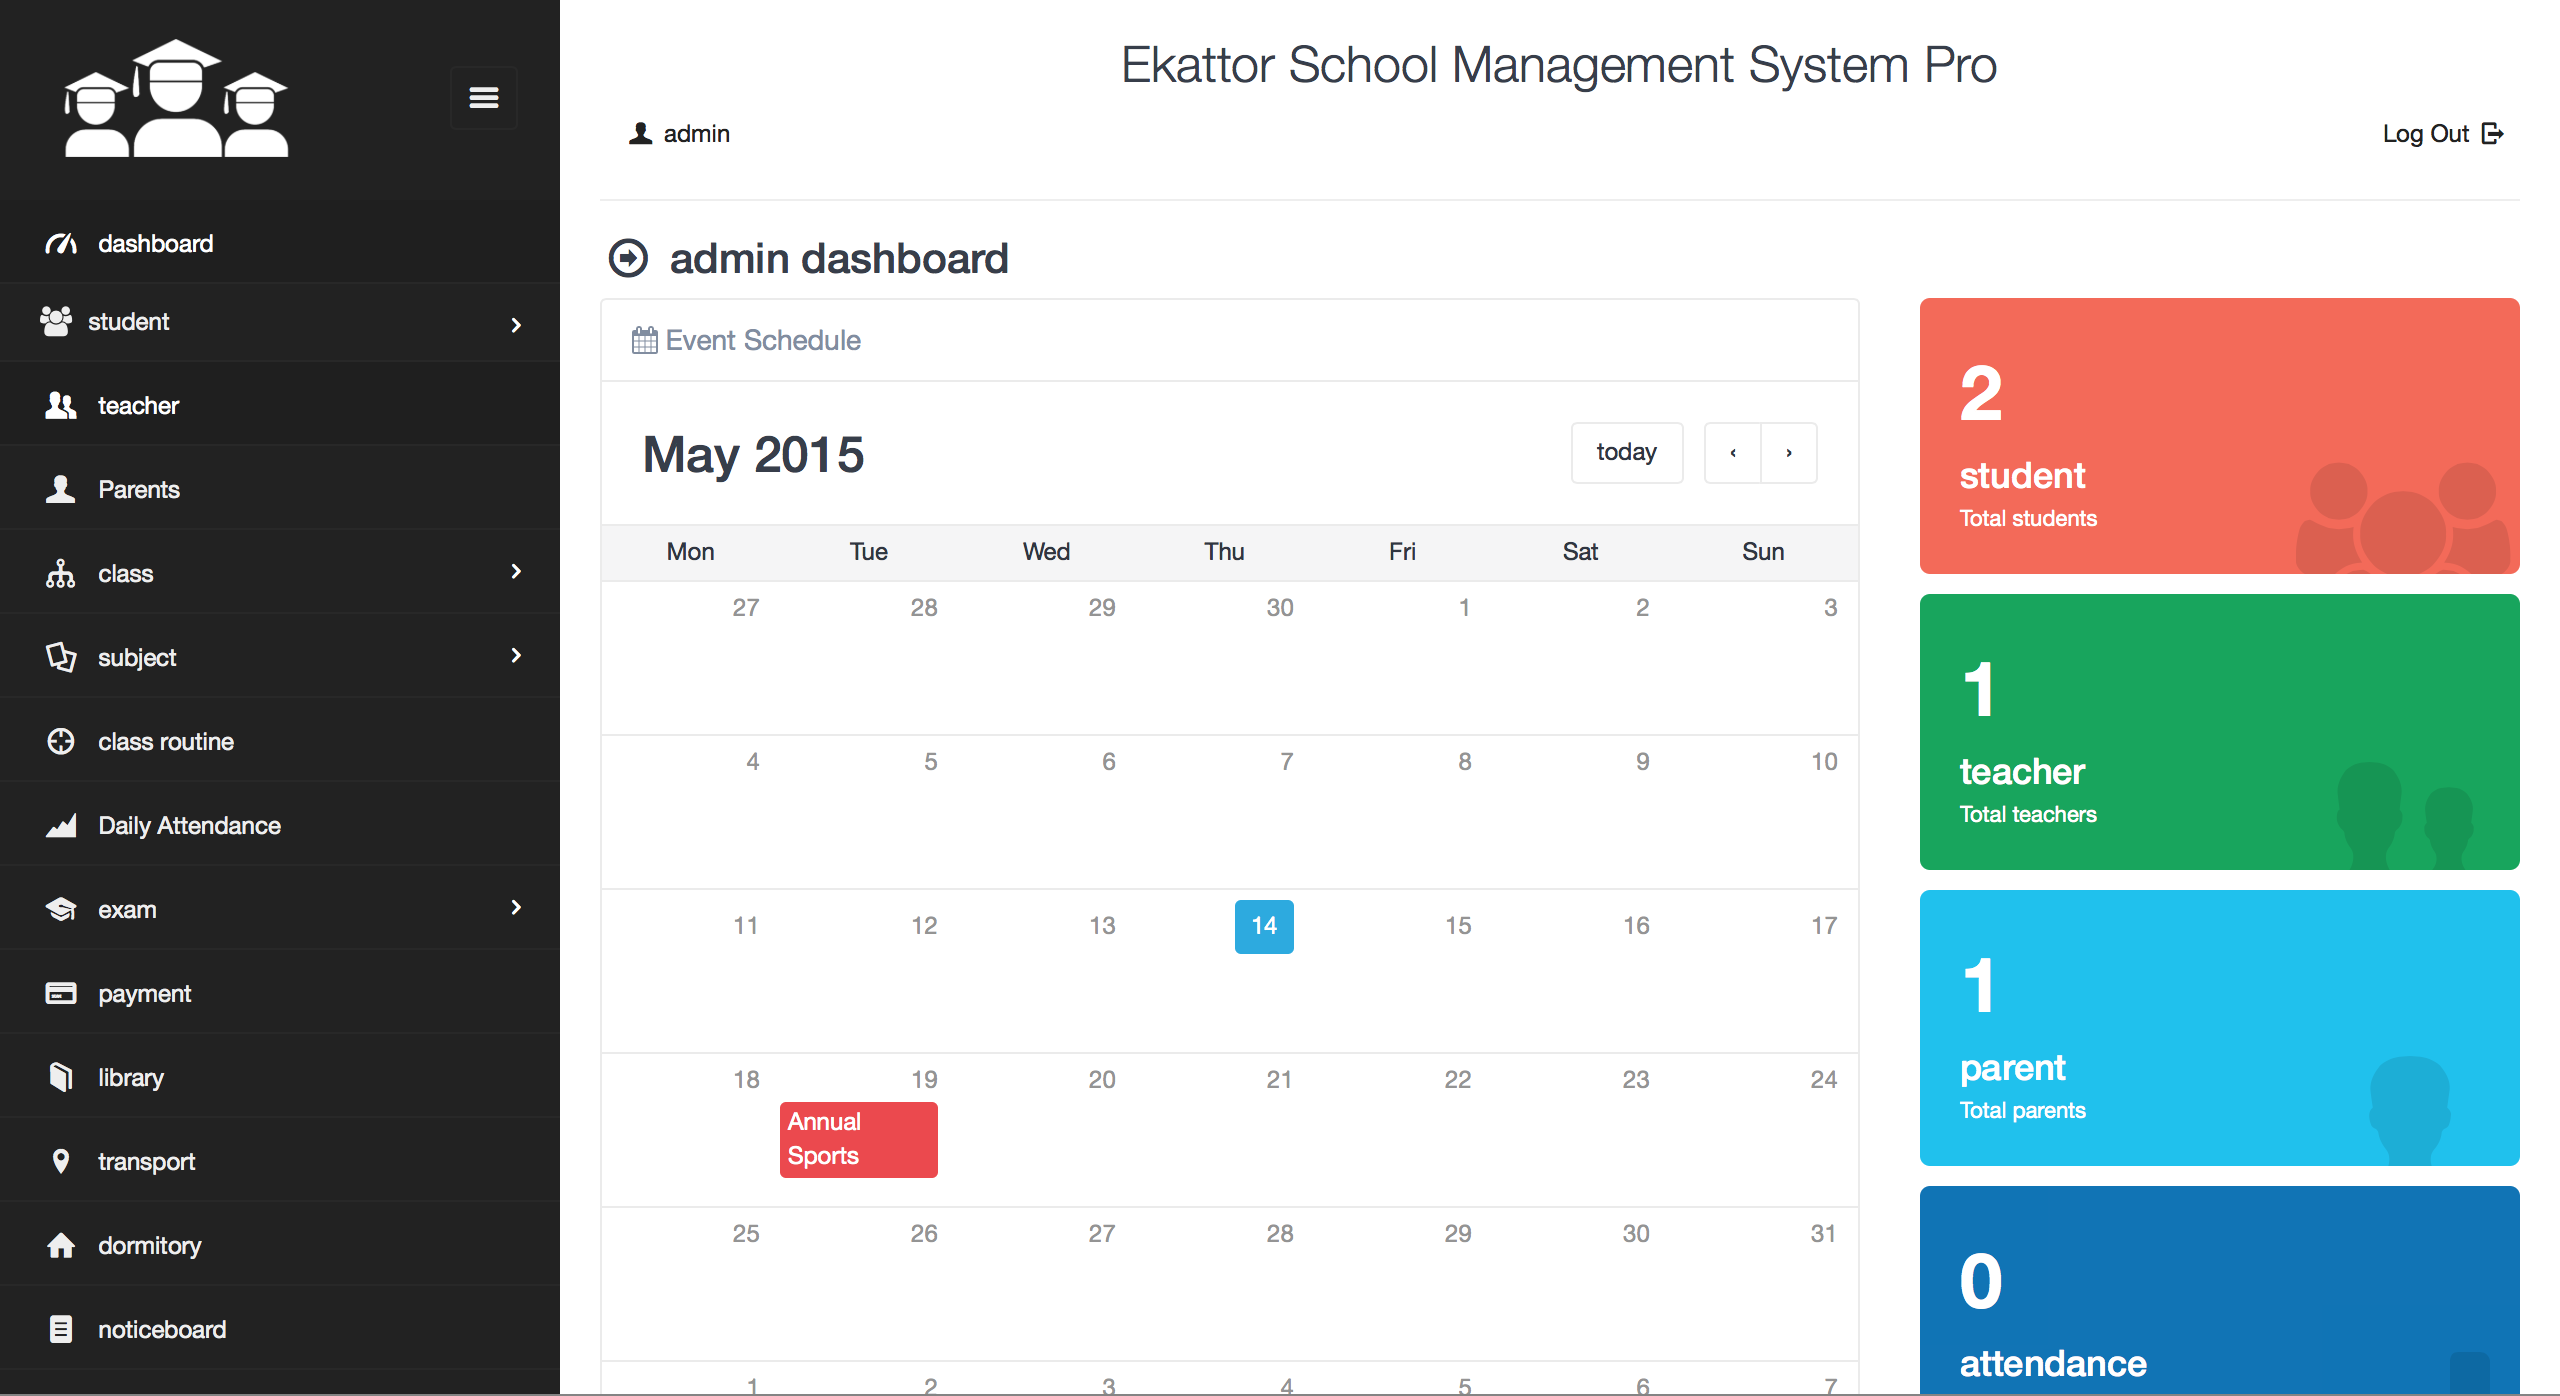 Ekattor School Management System Pro
admin
Log Out
dashboard
student
teacher
Parents
class
subject
class routine
Daily Attendance
exam
payment
library
transport
dormitory
noticeboard
admin dashboard
Event Schedule
May 2015
today ‹ ›
Mon Tue Wed Thu Fri Sat Sun
27 28 29 30 1 2 3
4 5 6 7 8 9 10
11 12 13 14 15 16 17
18 19 20 21 22 23 24
Annual
Sports
25 26 27 28 29 30 31
1 2 3 4 5 6 7
2
student
Total students
1
teacher
Total teachers
1
parent
Total parents
0
attendance